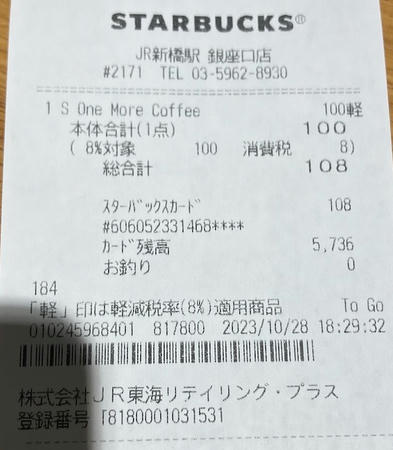 STARBUCKS®
JR新橋駅 銀座口店
#2171 TEL 03-5962-8930
1 S One More Coffee 100軽
本体合計(1点) 100
( 8%対象 100 消費税 8)
総合計 108
ｽﾀｰﾊﾞｯｸｽｶｰﾄﾞ 108
#606052331468****
ｶｰﾄﾞ残高 5,736
お釣り 0
184
「軽」印は軽減税率(8%)適用商品 To Go
010245968401 817800 2023/10/28 18:29:32
株式会社ＪＲ東海リテイリング・プラス
登録番号 T8180001031531